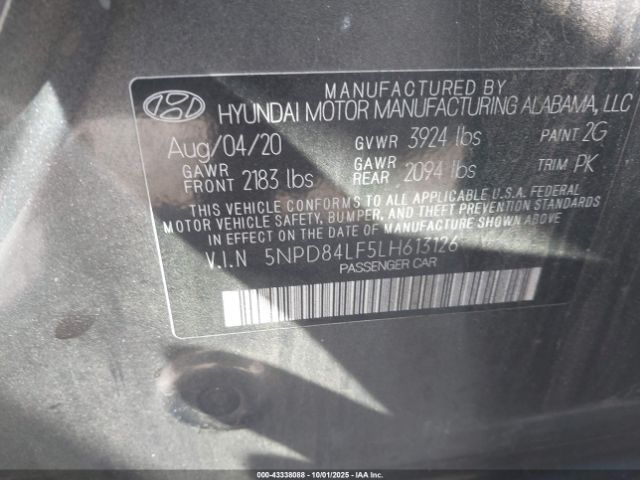 MANUFACTURED BY
HYUNDAI MOTOR MANUFACTURING ALABAMA, LLC
Aug/04/20 GVWR 3924 lbs PAINT 2G
GAWR FRONT 2183 lbs GAWR REAR 2094 lbs TRIM PK
THIS VEHICLE CONFORMS TO ALL APPLICABLE U.S.A. FEDERAL
MOTOR VEHICLE SAFETY, BUMPER, AND THEFT PREVENTION STANDARDS
IN EFFECT ON THE DATE OF MANUFACTURE SHOWN ABOVE
V.I.N 5NPD84LF5LH613126
PASSENGER CAR
000-43338088 - 10/01/2025 - IAA Inc.